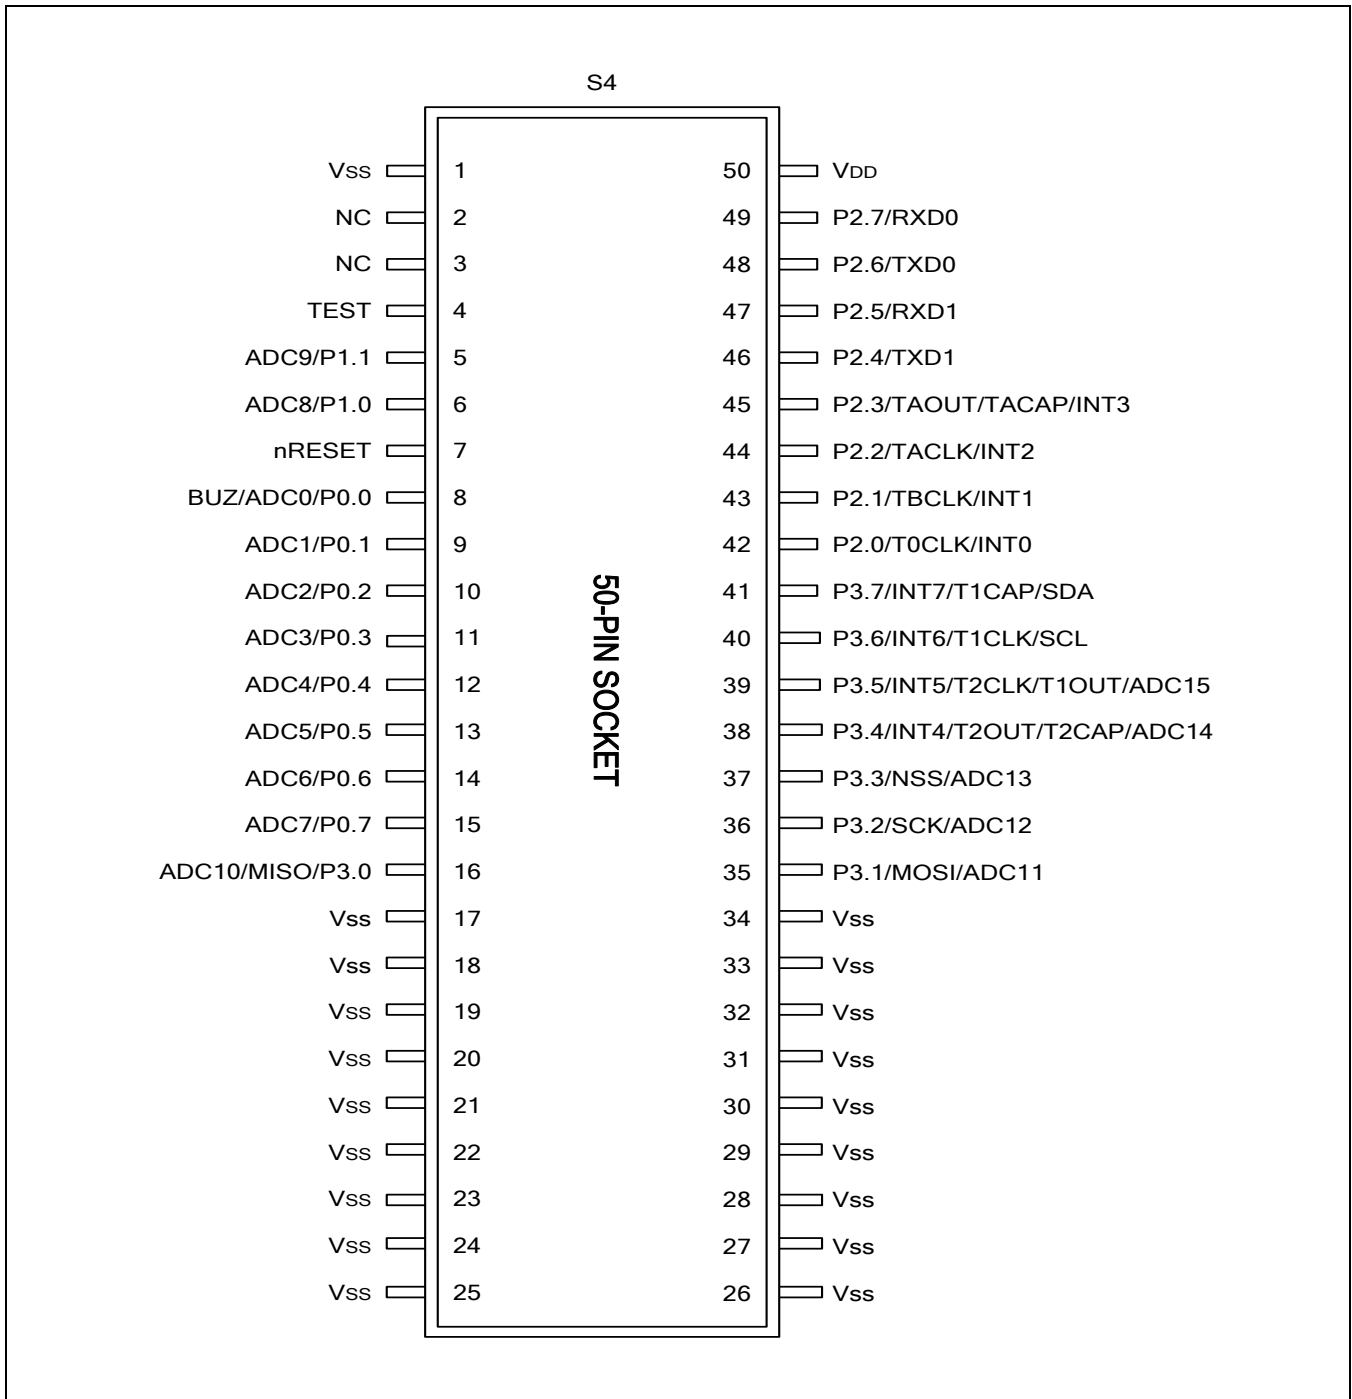 S4
Vss 1 50 VDD
NC 2 49 P2.7/RXD0
NC 3 48 P2.6/TXD0
TEST 4 47 P2.5/RXD1
ADC9/P1.1 5 46 P2.4/TXD1
ADC8/P1.0 6 45 P2.3/TAOUT/TACAP/INT3
nRESET 7 44 P2.2/TACLK/INT2
BUZ/ADC0/P0.0 8 43 P2.1/TBCLK/INT1
ADC1/P0.1 9 42 P2.0/T0CLK/INT0
ADC2/P0.2 10 41 P3.7/INT7/T1CAP/SDA
ADC3/P0.3 11 40 P3.6/INT6/T1CLK/SCL
ADC4/P0.4 12 39 P3.5/INT5/T2CLK/T1OUT/ADC15
ADC5/P0.5 13 38 P3.4/INT4/T2OUT/T2CAP/ADC14
ADC6/P0.6 14 37 P3.3/NSS/ADC13
ADC7/P0.7 15 36 P3.2/SCK/ADC12
ADC10/MISO/P3.0 16 35 P3.1/MOSI/ADC11
Vss 17 34 Vss
Vss 18 33 Vss
Vss 19 32 Vss
Vss 20 31 Vss
Vss 21 30 Vss
Vss 22 29 Vss
Vss 23 28 Vss
Vss 24 27 Vss
Vss 25 26 Vss
50-PIN SOCKET